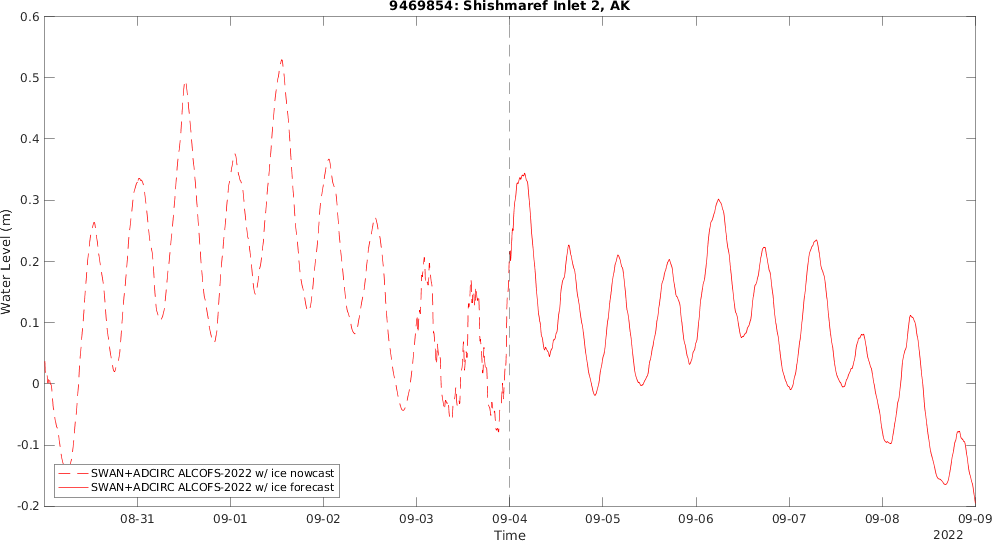 9469854: Shishmaref Inlet 2, AK
0.6
0.5
0.4
0.3
0.2
0.1
0
-0.1
-0.2
Water Level (m)
SWAN+ADCIRC ALCOFS-2022 w/ ice nowcast
SWAN+ADCIRC ALCOFS-2022 w/ ice forecast
08-31 09-01 09-02 09-03 09-04 09-05 09-06 09-07 09-08 09-09
Time
2022